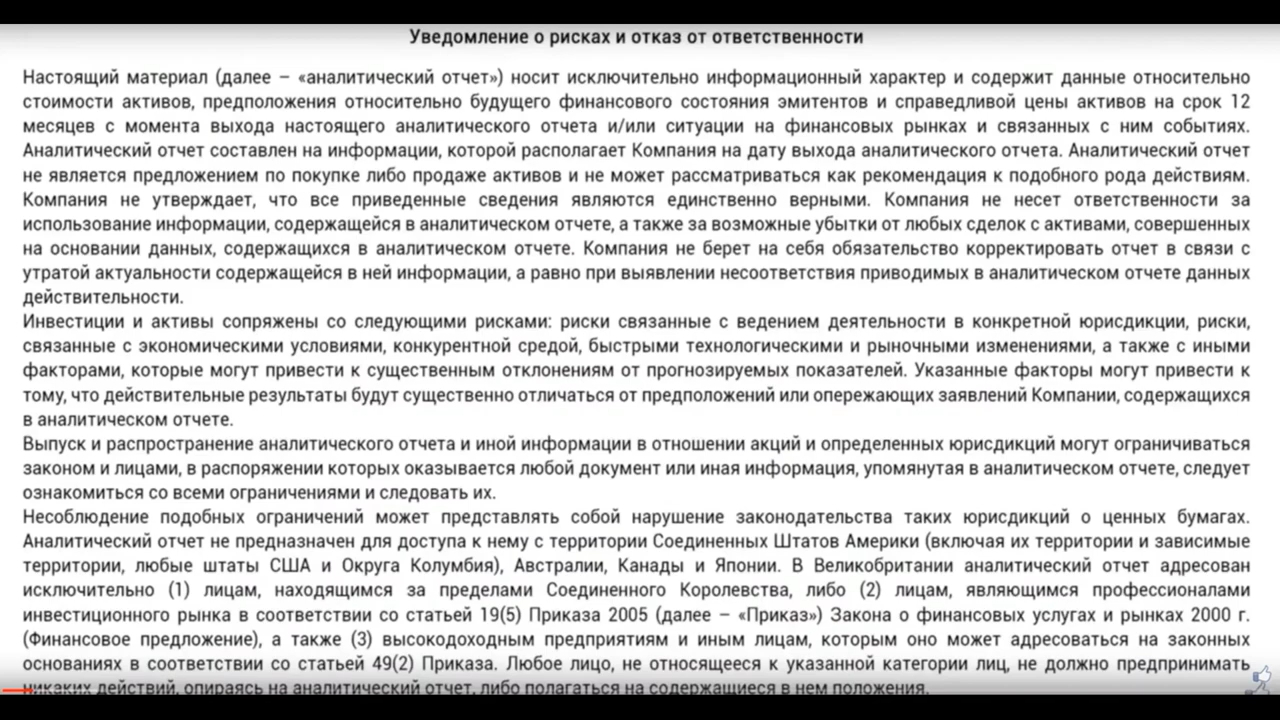 Уведомление о рисках и отказ от ответственности
Настоящий материал (далее – «аналитический отчет») носит исключительно информационный характер и содержит данные относительно
стоимости активов, предположения относительно будущего финансового состояния эмитентов и справедливой цены активов на срок 12
месяцев с момента выхода настоящего аналитического отчета и/или ситуации на финансовых рынках и связанных с ним событиях.
Аналитический отчет составлен на информации, которой располагает Компания на дату выхода аналитического отчета. Аналитический отчет
не является предложением по покупке либо продаже активов и не может рассматриваться как рекомендация к подобного рода действиям.
Компания не утверждает, что все приведенные сведения являются единственно верными. Компания не несет ответственности за
использование информации, содержащейся в аналитическом отчете, а также за возможные убытки от любых сделок с активами, совершенных
на основании данных, содержащихся в аналитическом отчете. Компания не берет на себя обязательство корректировать отчет в связи с
утратой актуальности содержащейся в ней информации, а равно при выявлении несоответствия приводимых в аналитическом отчете данных
действительности.
Инвестиции и активы сопряжены со следующими рисками: риски связанные с ведением деятельности в конкретной юрисдикции, риски,
связанные с экономическими условиями, конкурентной средой, быстрыми технологическими и рыночными изменениями, а также с иными
факторами, которые могут привести к существенным отклонениям от прогнозируемых показателей. Указанные факторы могут привести к
тому, что действительные результаты будут существенно отличаться от предположений или опережающих заявлений Компании, содержащихся
в аналитическом отчете.
Выпуск и распространение аналитического отчета и иной информации в отношении акций и определенных юрисдикций могут ограничиваться
законом и лицами, в распоряжении которых оказывается любой документ или иная информация, упомянутая в аналитическом отчете, следует
ознакомиться со всеми ограничениями и следовать их.
Несоблюдение подобных ограничений может представлять собой нарушение законодательства таких юрисдикций о ценных бумагах.
Аналитический отчет не предназначен для доступа к нему с территории Соединенных Штатов Америки (включая их территории и зависимые
территории, любые штаты США и Округа Колумбия), Австралии, Канады и Японии. В Великобритании аналитический отчет адресован
исключительно (1) лицам, находящимся за пределами Соединенного Королевства, либо (2) лицам, являющимся профессионалами
инвестиционного рынка в соответствии со статьей 19(5) Приказа 2005 (далее – «Приказ») Закона о финансовых услугах и рынках 2000 г.
(Финансовое предложение), а также (3) высокодоходным предприятиям и иным лицам, которым оно может адресоваться на законных
основаниях в соответствии со статьей 49(2) Приказа. Любое лицо, не относящееся к указанной категории лиц, не должно предпринимать
никаких действий, опираясь на аналитический отчет, либо полагаться на содержащиеся в нем положения.